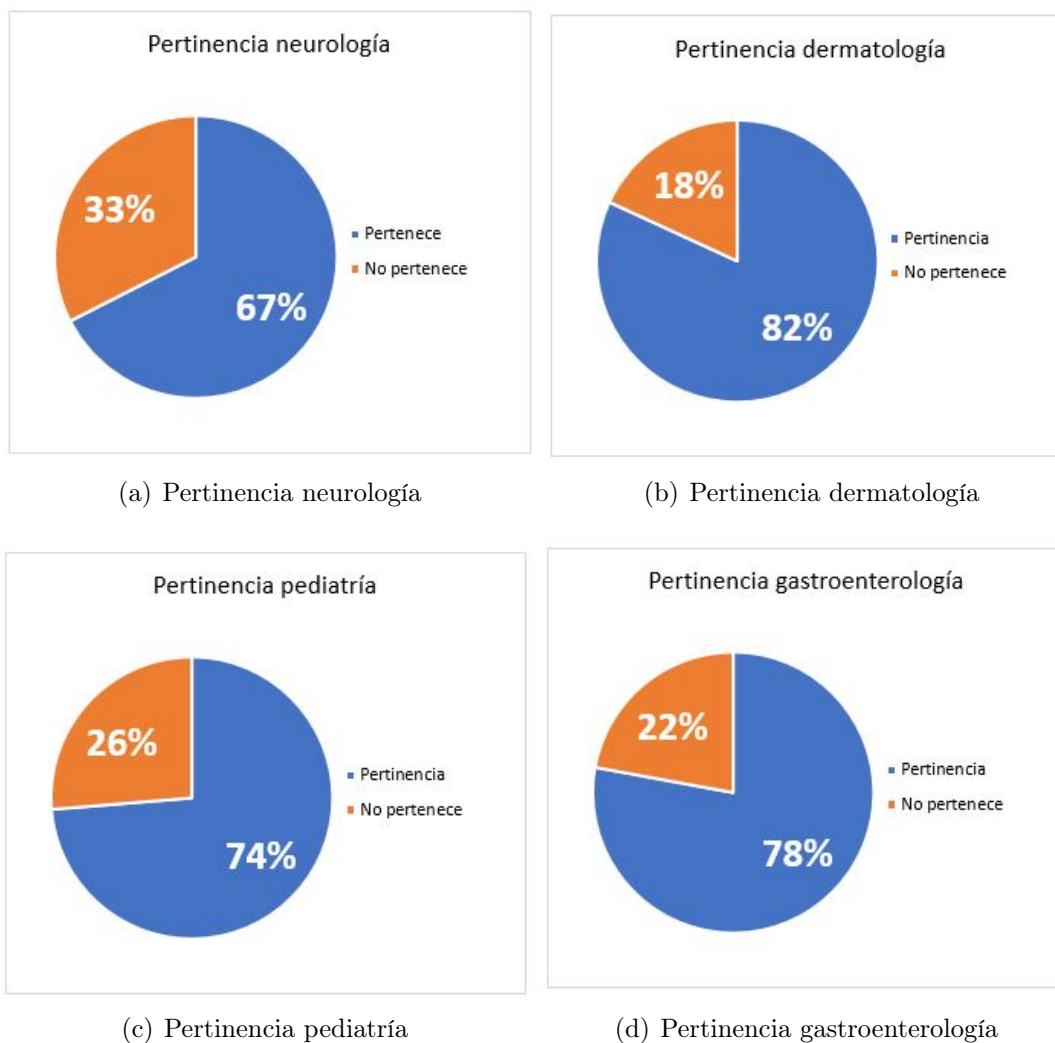 Pertinencia neurología
33%
67%
Pertenece
No pertenece
(a) Pertinencia neurología
Pertinencia dermatología
18%
82%
Pertinencia
No pertenece
(b) Pertinencia dermatología
Pertinencia pediatría
26%
74%
Pertinencia
No pertenece
(c) Pertinencia pediatría
Pertinencia gastroenterología
22%
78%
Pertinencia
No pertenece
(d) Pertinencia gastroenterología